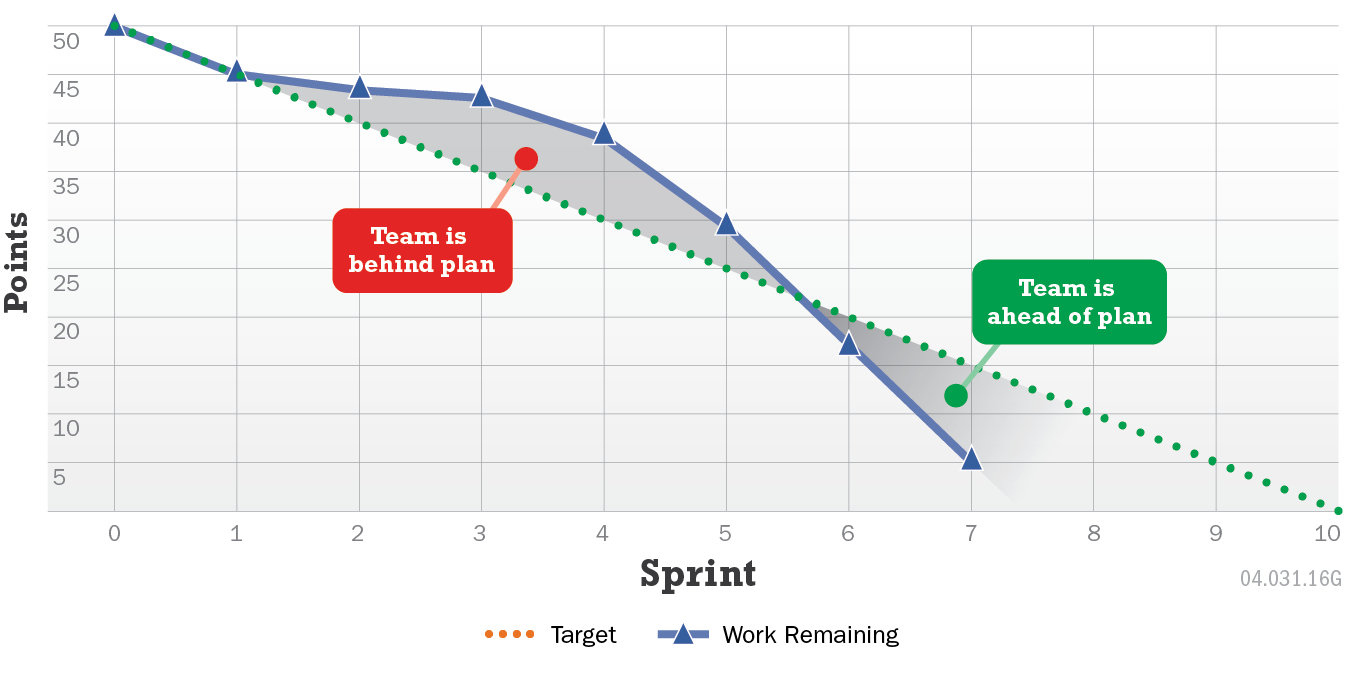 50
45
40
35
30
25
20
15
10
5
Points
Team is
behind plan
Team is
ahead of plan
0 1 2 3 4 5 6 7 8 9 10
Sprint
04.031.16G
Target Work Remaining